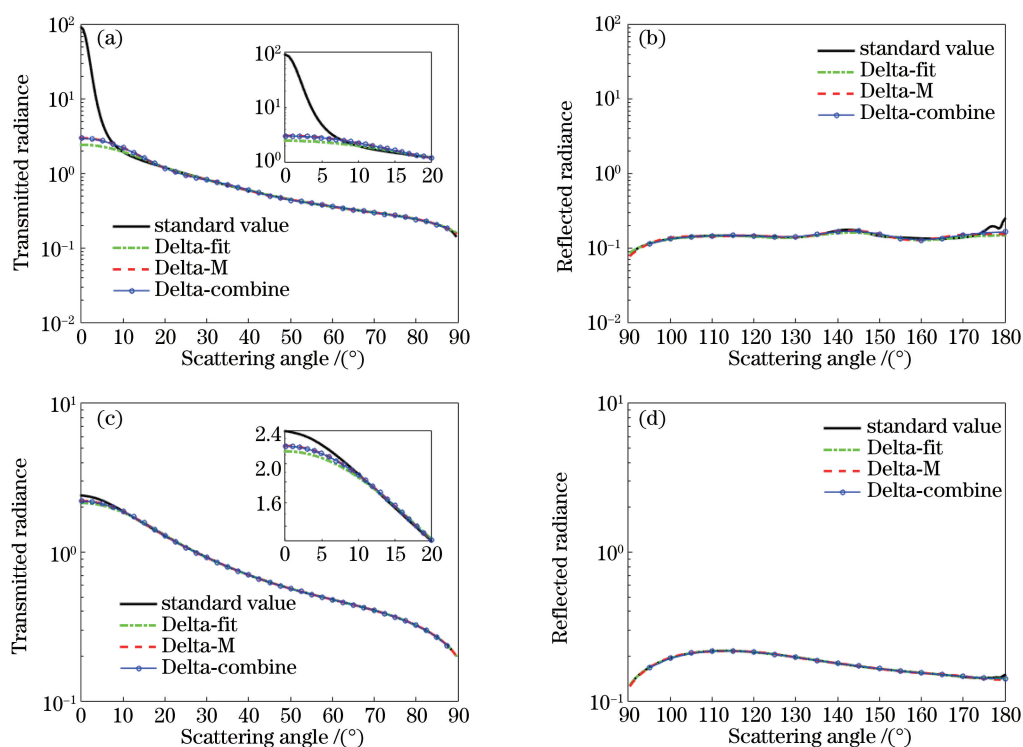 (a)
Transmitted radiance
10²
10¹
10⁰
10⁻¹
10⁻²
0 10 20 30 40 50 60 70 80 90
Scattering angle /(°)
10²
10¹
10⁰
0 5 10 15 20
standard value
Delta-fit
Delta-M
Delta-combine
(b)
Reflected radiance
10²
10¹
10⁰
10⁻¹
10⁻²
90 100 110 120 130 140 150 160 170 180
Scattering angle /(°)
standard value
Delta-fit
Delta-M
Delta-combine
(c)
Transmitted radiance
10¹
10⁰
10⁻¹
0 10 20 30 40 50 60 70 80 90
Scattering angle /(°)
2.4
2.0
1.6
0 5 10 15 20
standard value
Delta-fit
Delta-M
Delta-combine
(d)
Reflected radiance
10¹
10⁰
10⁻¹
90 100 110 120 130 140 150 160 170 180
Scattering angle /(°)
standard value
Delta-fit
Delta-M
Delta-combine